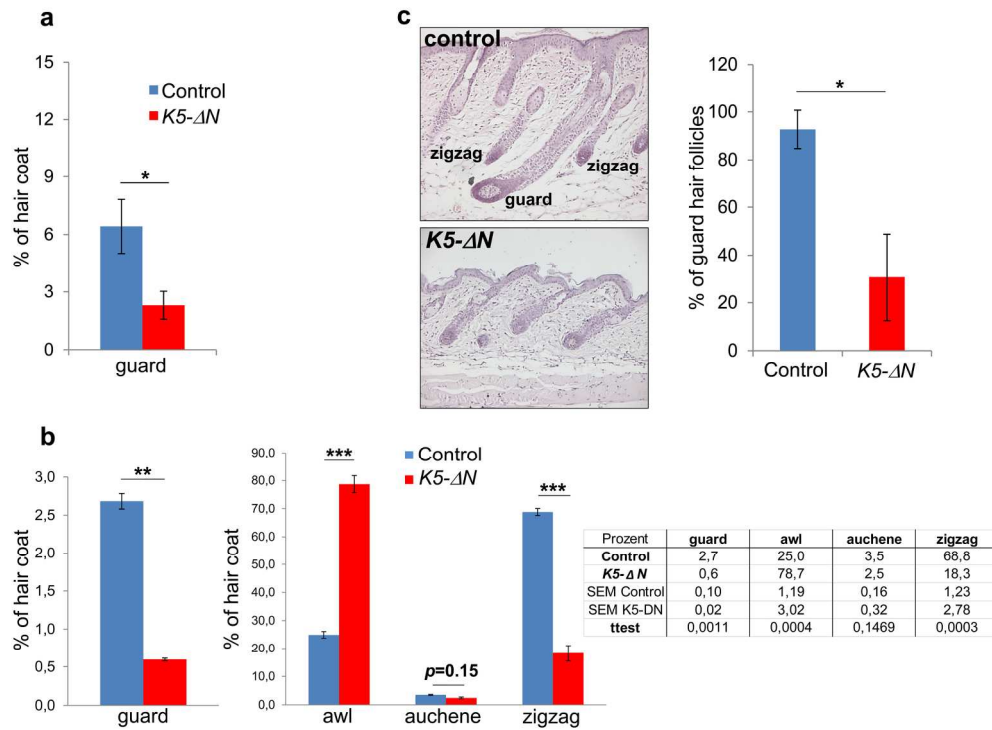 a
15
12
9
6
3
0
% of hair coat
Control
K5-ΔN
*
guard
c
control
zigzag
zigzag
guard
K5-ΔN
120
100
80
60
40
20
0
% of guard hair follicles
*
Control K5-ΔN
b
3,0
2,5
2,0
1,5
1,0
0,5
0,0
% of hair coat
**
guard
90,0
80,0
70,0
60,0
50,0
40,0
30,0
20,0
10,0
0,0
% of hair coat
Control
K5-ΔN
***
p=0.15
***
awl auchene zigzag
Prozent guard awl auchene zigzag
Control 2,7 25,0 3,5 68,8
K5-ΔN 0,6 78,7 2,5 18,3
SEM Control 0,10 1,19 0,16 1,23
SEM K5-DN 0,02 3,02 0,32 2,78
ttest 0,0011 0,0004 0,1469 0,0003